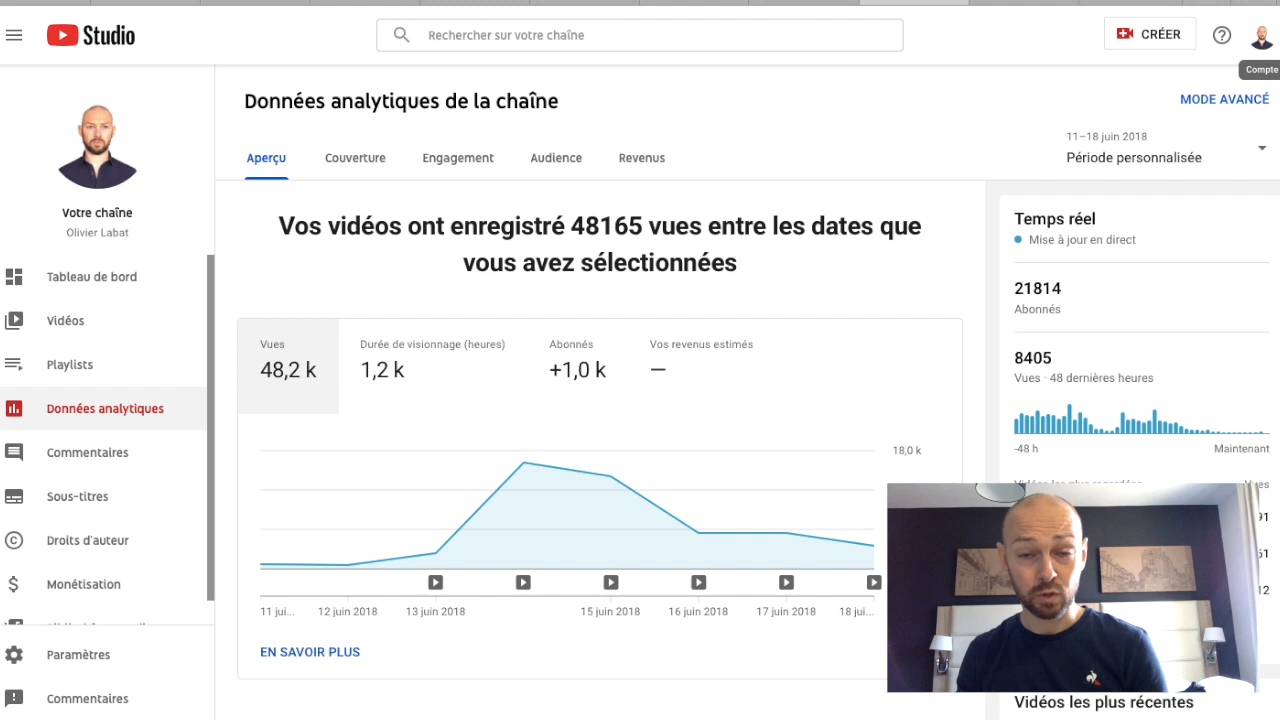 Studio
Rechercher sur votre chaîne
CRÉER
Compte
Votre chaîne
Olivier Labat
Tableau de bord
Vidéos
Playlists
Données analytiques
Commentaires
Sous-titres
Droits d'auteur
Monétisation
Paramètres
Commentaires
Données analytiques de la chaîne
MODE AVANCÉ
11–18 juin 2018
Période personnalisée
Aperçu
Couverture
Engagement
Audience
Revenus
Vos vidéos ont enregistré 48165 vues entre les dates que
vous avez sélectionnées
Vues
48,2 k
Durée de visionnage (heures)
1,2 k
Abonnés
+1,0 k
Vos revenus estimés
—
18,0 k
11 jui...
12 juin 2018
13 juin 2018
15 juin 2018
16 juin 2018
17 juin 2018
18 jui...
EN SAVOIR PLUS
Temps réel
Mise à jour en direct
21814
Abonnés
8405
Vues · 48 dernières heures
-48 h
Maintenant
91
61
12
Vidéos les plus récentes